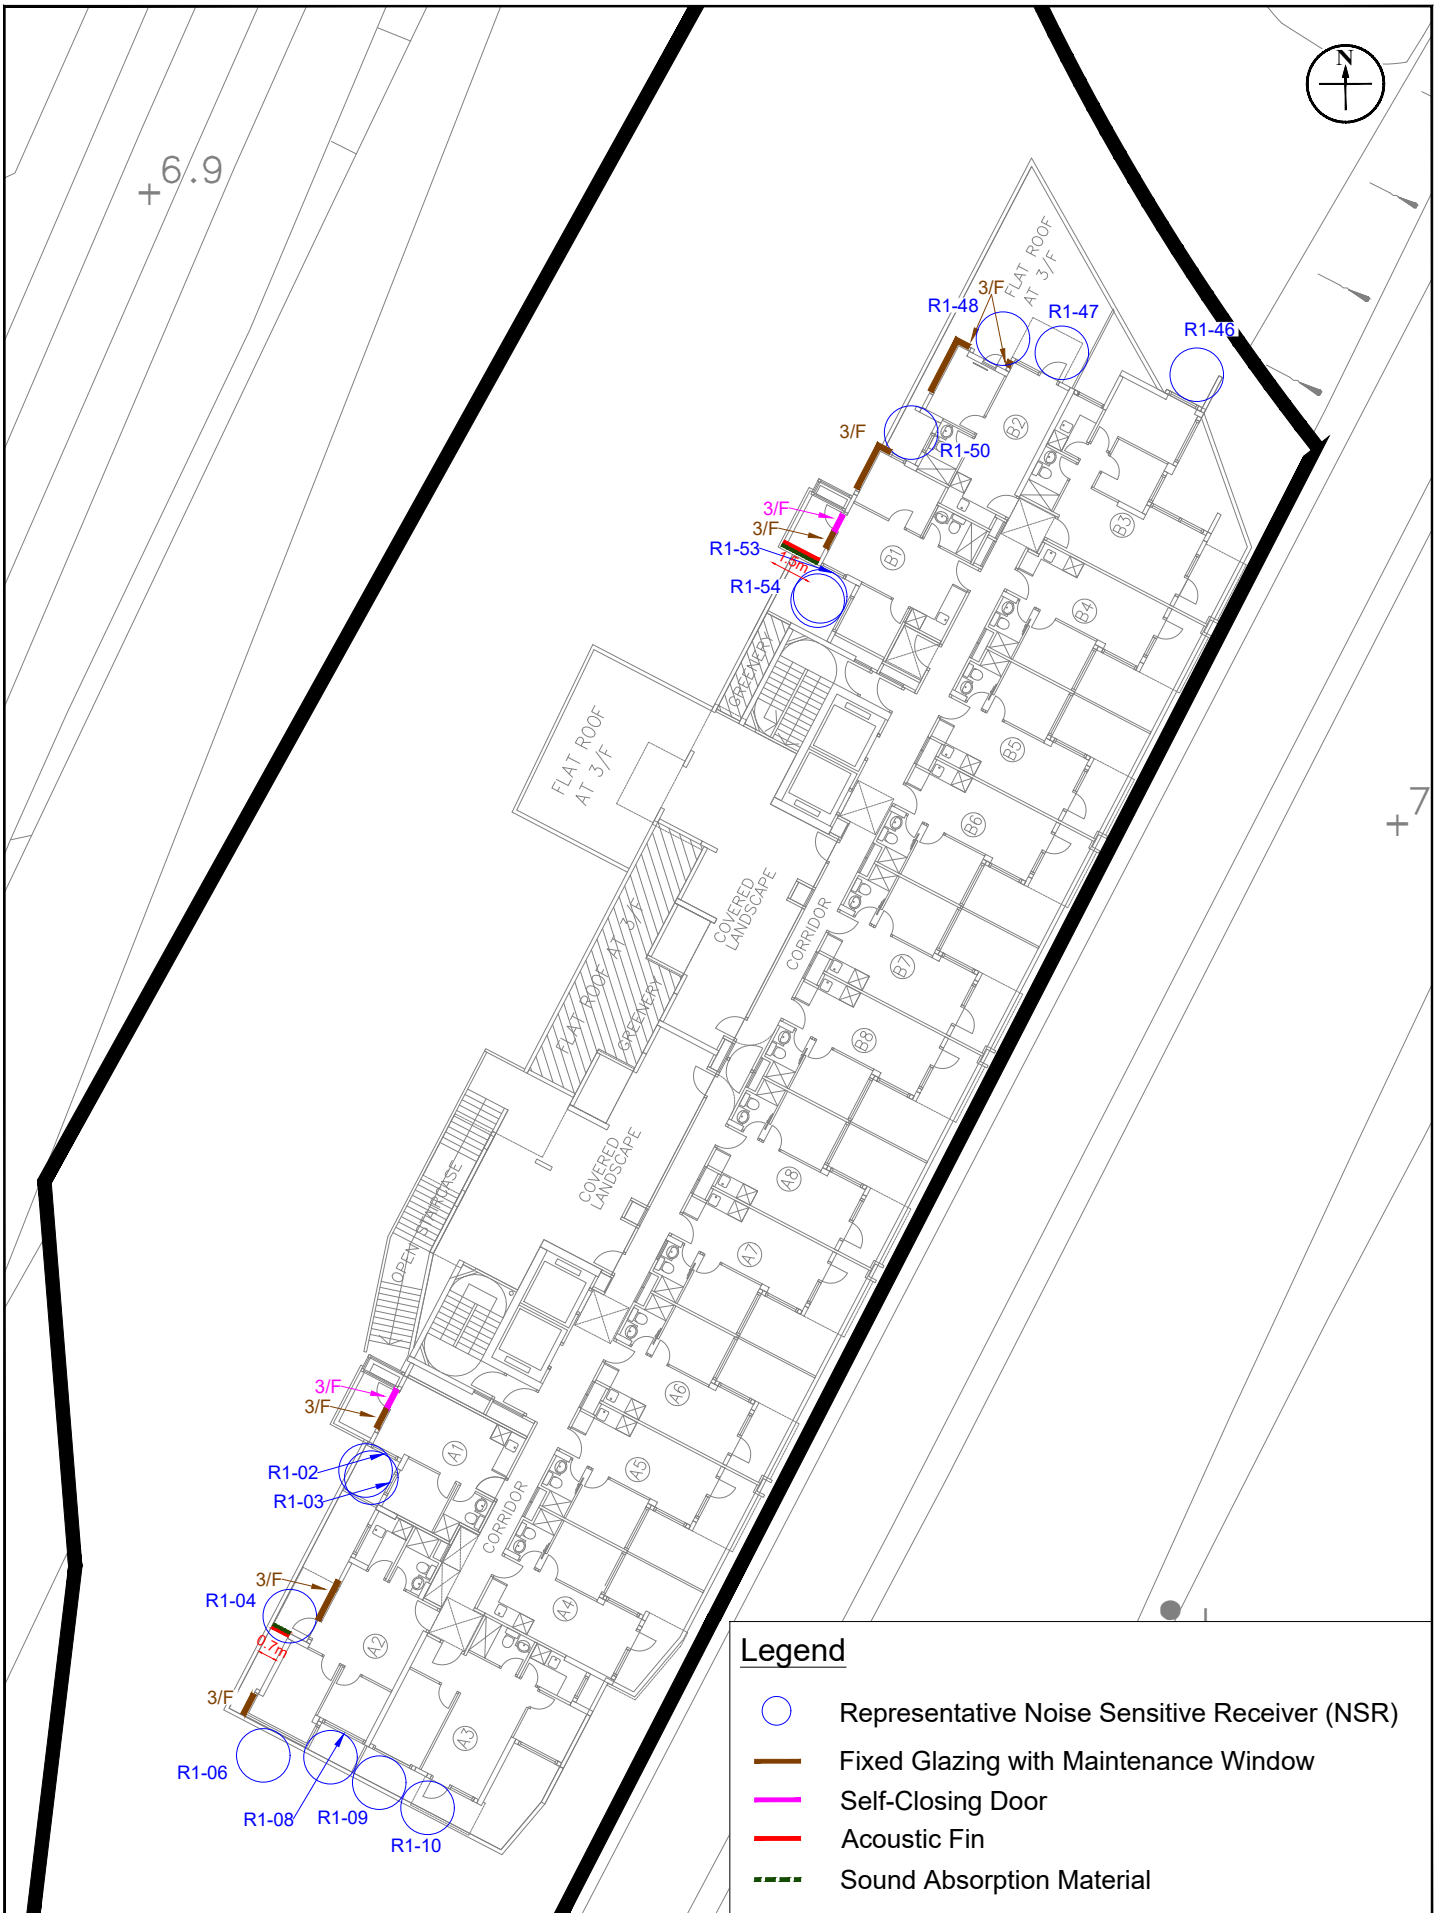 N
6.9
FLAT ROOF
AT 3/F
3/F
R1-48
R1-47
R1-46
3/F
R1-50
B2
B3
3/F
3/F
R1-53
1.5m
R1-54
B1
B4
GREENERY
FLAT ROOF
AT 3/F
B5
7
B6
COVERED
LANDSCAPE
CORRIDOR
FLAT ROOF AT 3/F
GREENERY
B7
B8
COVERED
LANDSCAPE
OPEN STAIRCASE
A8
A7
3/F
3/F
A6
A1
R1-02
R1-03
A5
CORRIDOR
3/F
R1-04
0.7m
A4
A2
3/F
A3
R1-06
R1-08
R1-09
R1-10
Legend
Representative Noise Sensitive Receiver (NSR)
Fixed Glazing with Maintenance Window
Self-Closing Door
Acoustic Fin
Sound Absorption Material